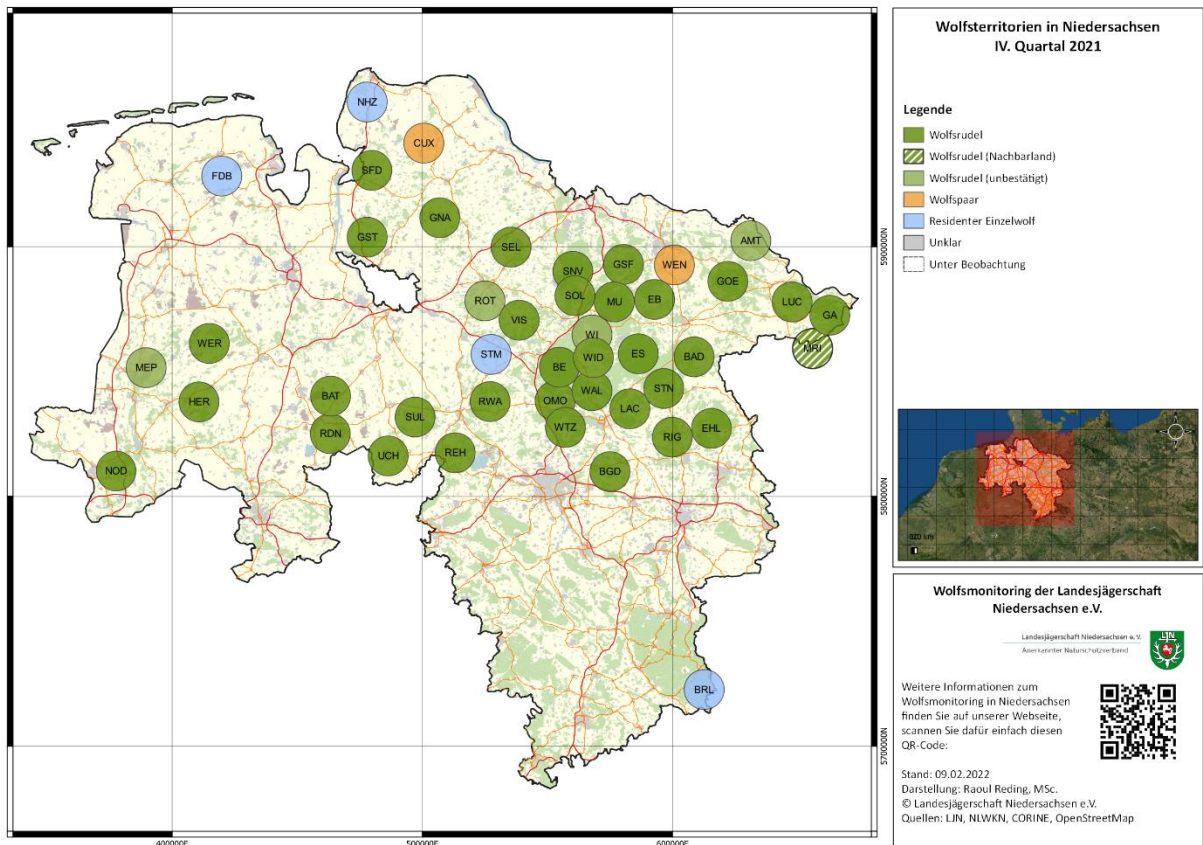 Wolfsterritorien in Niedersachsen
IV. Quartal 2021
Legende
Wolfsrudel
Wolfsrudel (Nachbarland)
Wolfsrudel (unbestätigt)
Wolfspaar
Residenter Einzelwolf
Unklar
Unter Beobachtung
NHZ
CUX
SFD
FDB
GNA
GST
SEL
AMT
SNV
GSF
WEN
GOE
SOL
MU
EB
ROT
LUC
GA
VIS
WI
MRI
WER
STM
WID
ES
BAD
MEP
BE
WAL
STN
HER
BAT
RWA
OMO
LAC
SUL
RDN
WTZ
RIG
EHL
UCH
REH
NOD
BGD
BRL
5900000N
5800000N
5700000N
400000E
500000E
600000E
Wolfsmonitoring der Landesjägerschaft
Niedersachsen e.V.
Landesjägerschaft Niedersachsen e. V.
Anerkannter Naturschutzverband
LJN
Weitere Informationen zum
Wolfsmonitoring in Niedersachsen
finden Sie auf unserer Webseite,
scannen Sie dafür einfach diesen
QR-Code:
Stand: 09.02.2022
Darstellung: Raoul Reding, MSc.
© Landesjägerschaft Niedersachsen e.V.
Quellen: LJN, NLWKN, CORINE, OpenStreetMap